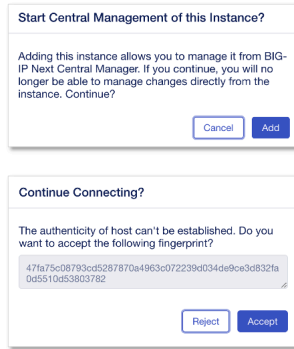 Start Central Management of this Instance?
Adding this instance allows you to manage it from BIG-
IP Next Central Manager. If you continue, you will no
longer be able to manage changes directly from the
instance. Continue?
Cancel
Add
Continue Connecting?
The authenticity of host can't be established. Do you
want to accept the following fingerprint?
47fa75c08793cd5287870a4963c072239d034de9ce3d832fa
0d5510d53803782
Reject
Accept